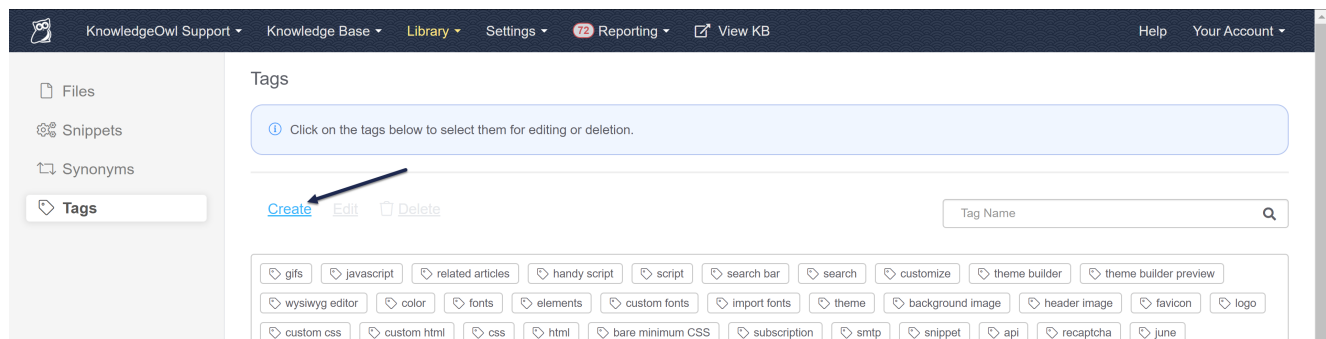 KnowledgeOwl Support Knowledge Base Library Settings 72 Reporting View KB Help Your Account
Files
Snippets
Synonyms
Tags
Tags
Click on the tags below to select them for editing or deletion.
Create Edit Delete
Tag Name
gifs javascript related articles handy script script search bar search customize theme builder theme builder preview
wysiwyg editor color fonts elements custom fonts import fonts theme background image header image favicon logo
custom css custom html css html bare minimum CSS subscription smtp snippet api recaptcha june